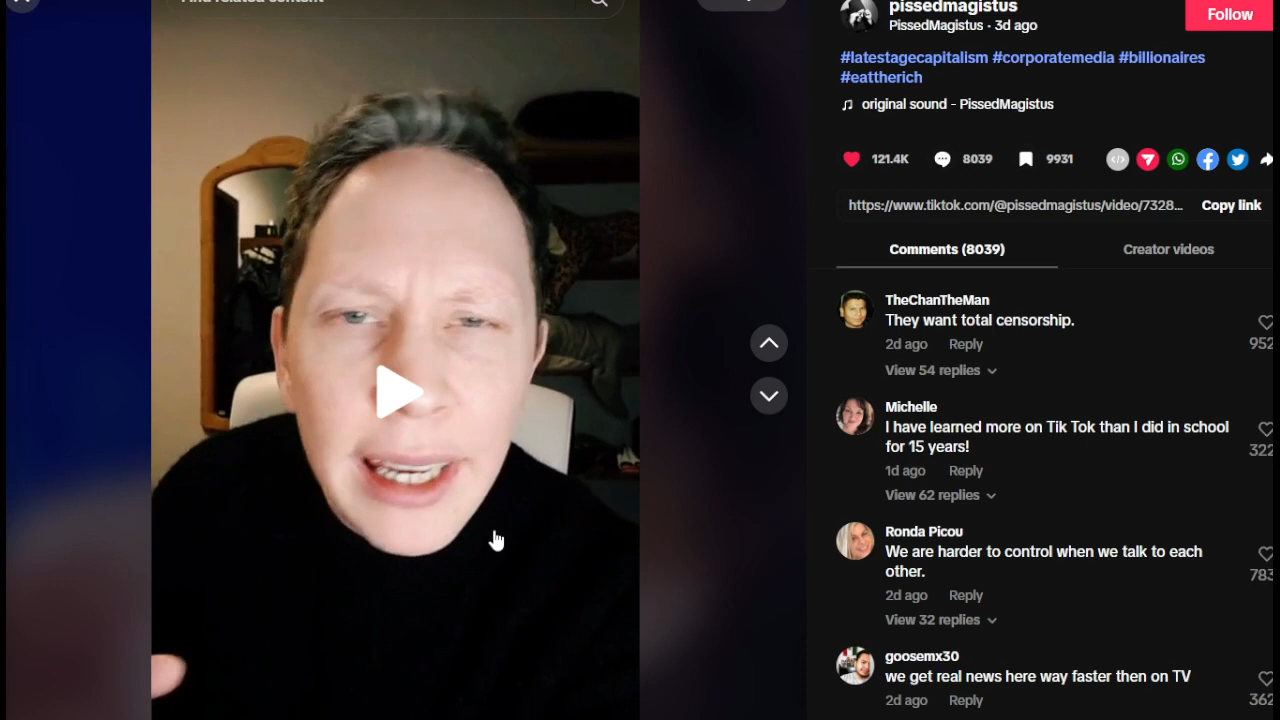 Find related content
pissedmagistus
PissedMagistus · 3d ago
Follow
#latestagecapitalism #corporatemedia #billionaires
#eattherich
original sound - PissedMagistus
121.4K
8039
9931
https://www.tiktok.com/@pissedmagistus/video/7328...
Copy link
Comments (8039)
Creator videos
TheChanTheMan
They want total censorship.
2d ago Reply
952
View 54 replies
Michelle
I have learned more on Tik Tok than I did in school
for 15 years!
322
1d ago Reply
View 62 replies
Ronda Picou
We are harder to control when we talk to each
other.
783
2d ago Reply
View 32 replies
goosemx30
we get real news here way faster then on TV
2d ago Reply
362